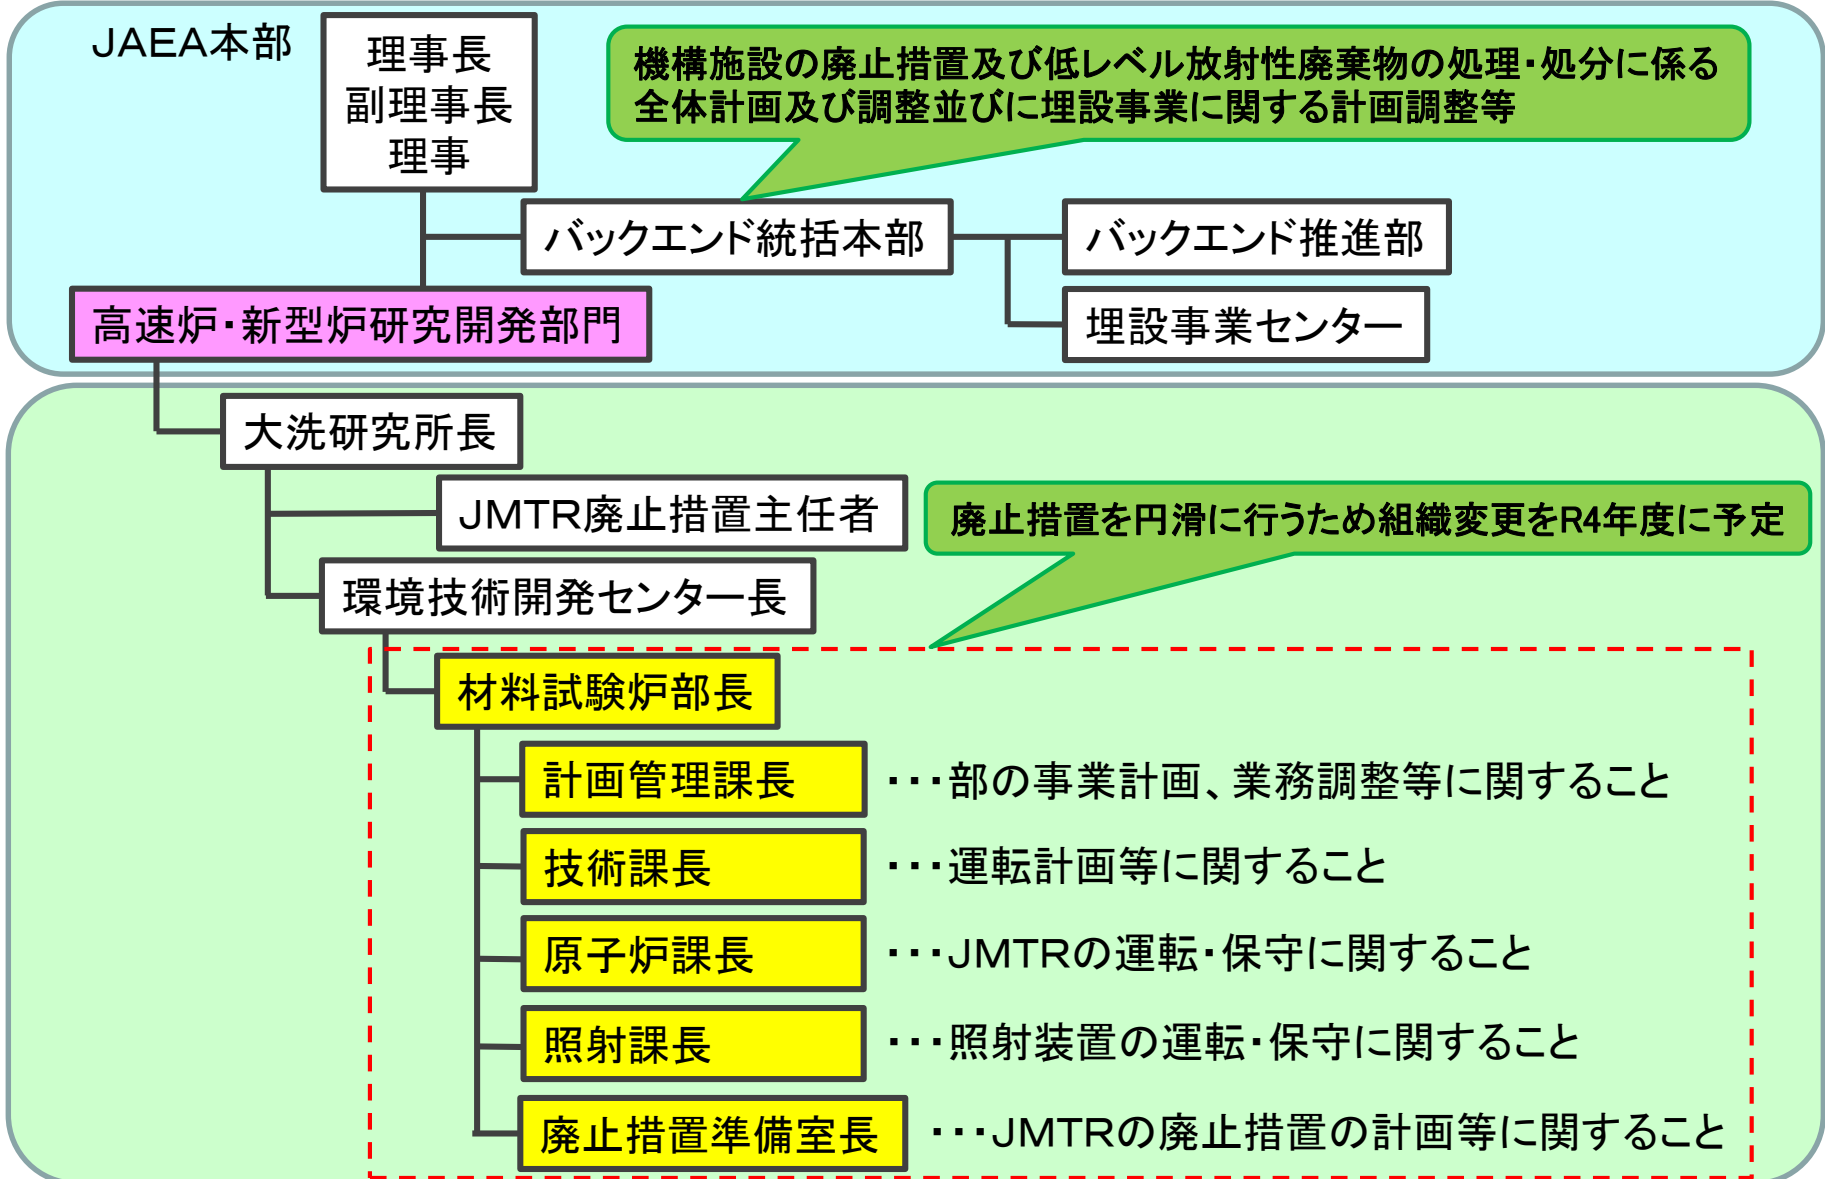 JAEA本部
理事長
副理事長
理事
機構施設の廃止措置及び低レベル放射性廃棄物の処理・処分に係る
全体計画及び調整並びに埋設事業に関する計画調整等
バックエンド統括本部
バックエンド推進部
高速炉・新型炉研究開発部門
埋設事業センター
大洗研究所長
JMTR廃止措置主任者
廃止措置を円滑に行うため組織変更をR4年度に予定
環境技術開発センター長
材料試験炉部長
計画管理課長 ・・・部の事業計画、業務調整等に関すること
技術課長 ・・・運転計画等に関すること
原子炉課長 ・・・JMTRの運転・保守に関すること
照射課長 ・・・照射装置の運転・保守に関すること
廃止措置準備室長 ・・・JMTRの廃止措置の計画等に関すること